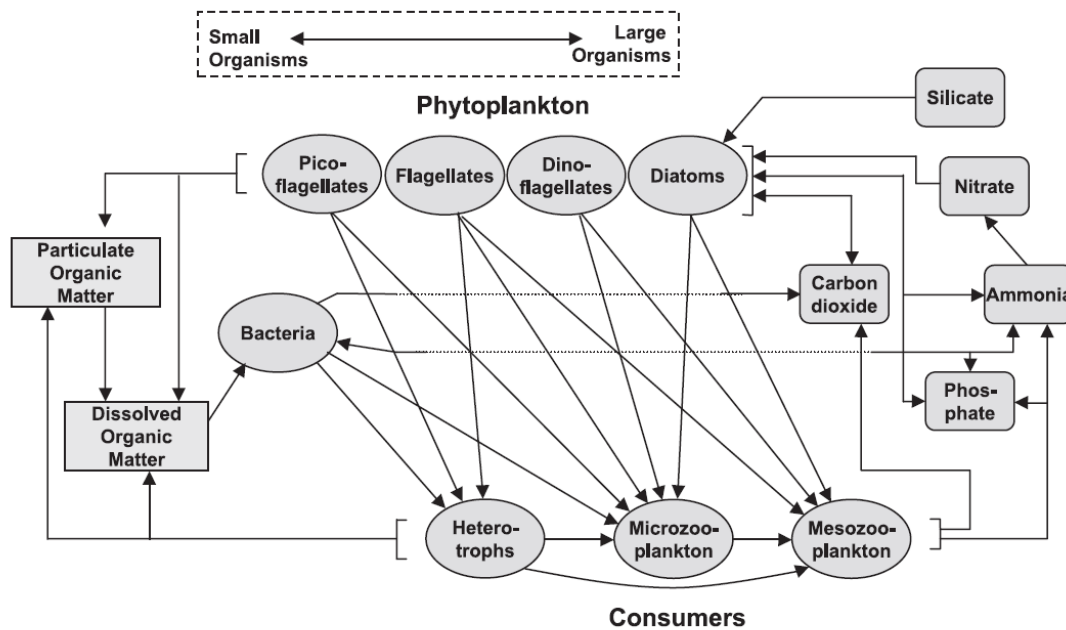 Small
Organisms
Large
Organisms
Phytoplankton
Silicate
Pico-
flagellates
Flagellates
Dino-
flagellates
Diatoms
Nitrate
Particulate
Organic
Matter
Carbon
dioxide
Ammonia
Bacteria
Phos-
phate
Dissolved
Organic
Matter
Hetero-
trophs
Microzoo-
plankton
Mesozoo-
plankton
Consumers